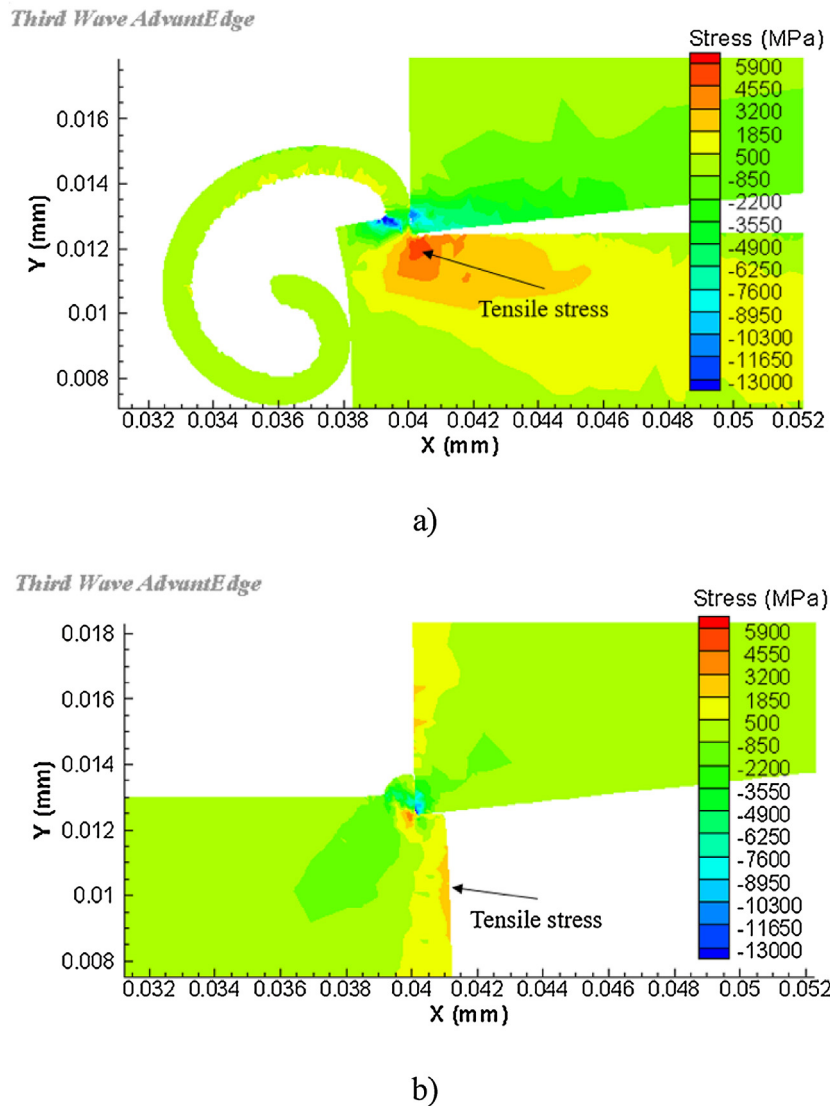 Third Wave AdvantEdge
Stress (MPa)
5900
4550
3200
1850
500
-850
-2200
-3550
-4900
-6250
-7600
-8950
-10300
-11650
-13000
0.016
0.014
0.012
0.01
0.008
Y (mm)
Tensile stress
0.032 0.034 0.036 0.038 0.04 0.042 0.044 0.046 0.048 0.05 0.052
X (mm)
a)
Third Wave AdvantEdge
Stress (MPa)
5900
4550
3200
1850
500
-850
-2200
-3550
-4900
-6250
-7600
-8950
-10300
-11650
-13000
0.018
0.016
0.014
0.012
0.01
0.008
Y (mm)
Tensile stress
0.032 0.034 0.036 0.038 0.04 0.042 0.044 0.046 0.048 0.05 0.052
X (mm)
b)